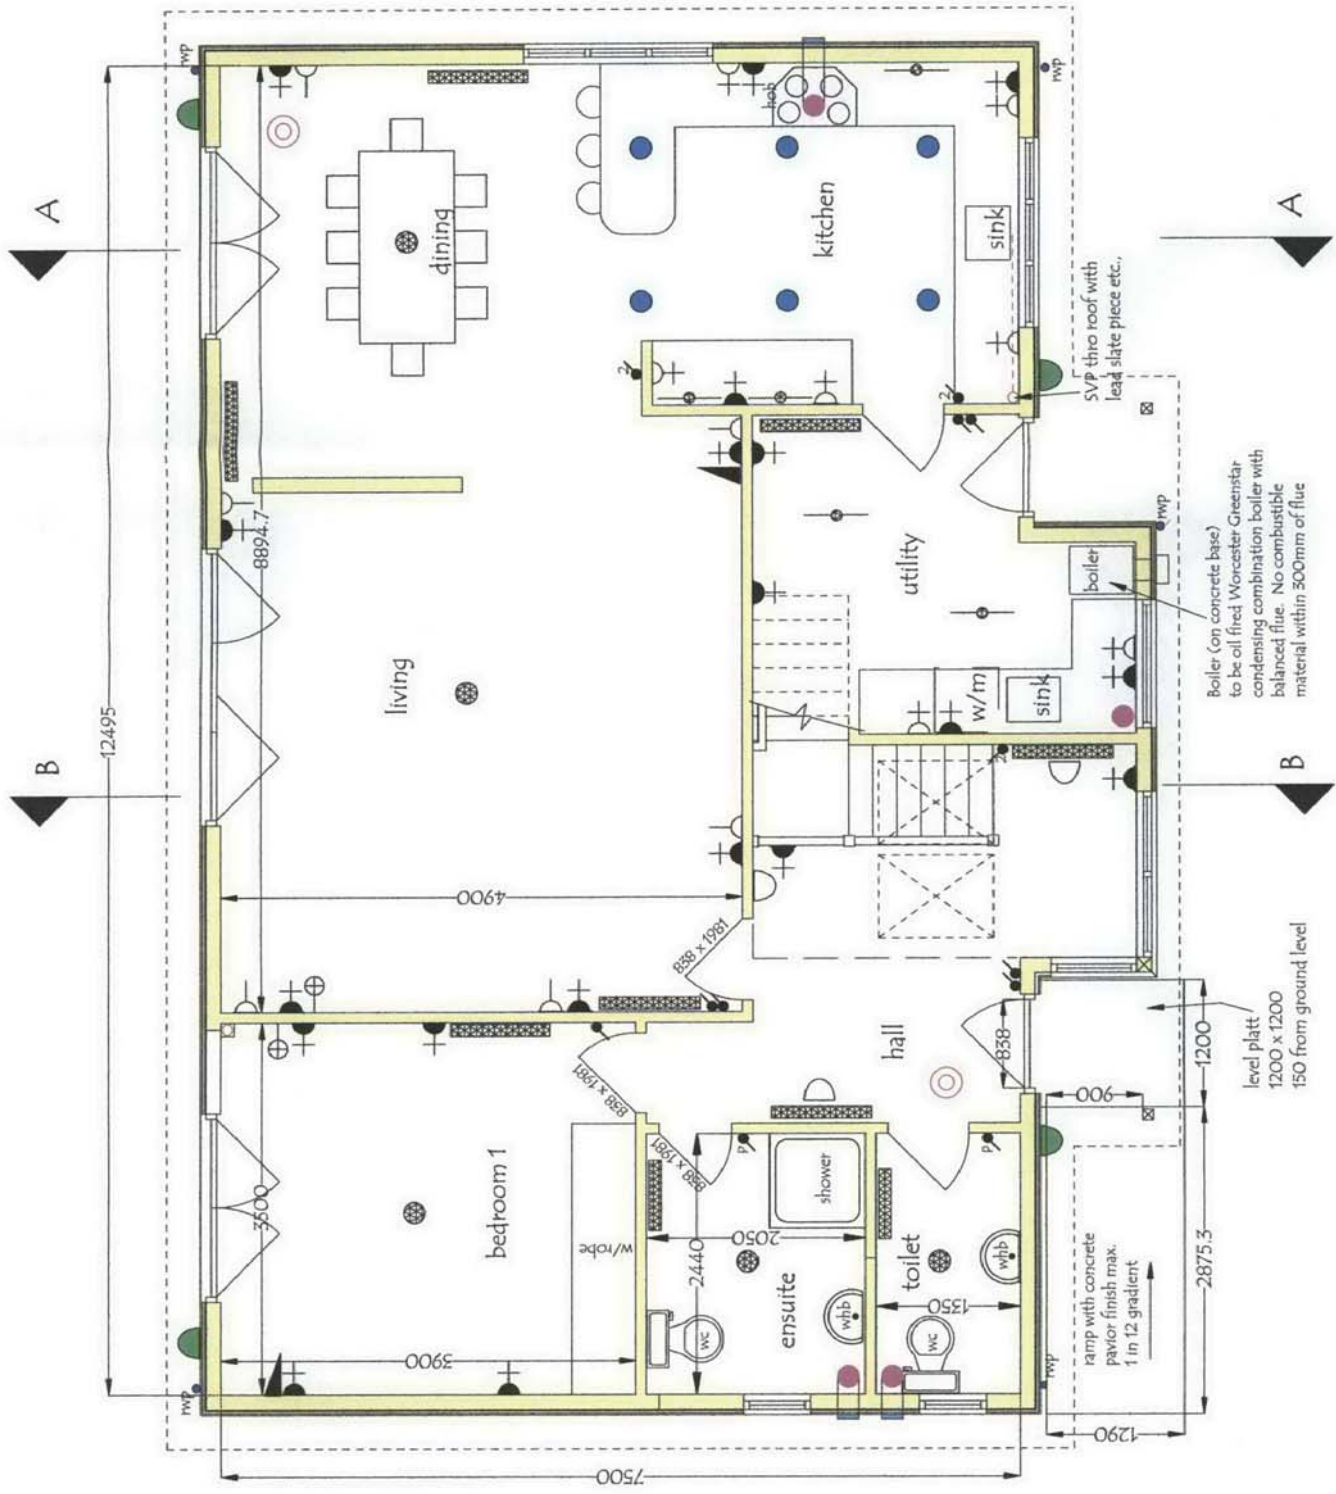 A
B
12495
rwp
rwp
8894.7
3500
dining
living
bedroom 1
4900
3900
7500
w/robe
838 x 1981
838 x 1981
838 x 1981
2440
2050
ensuite
wc
whb
shower
p
toilet
1350
wc
whb
p
hall
838
hob
kitchen
sink
2
2
2
utility
w/m
sink
boiler
rwp
rwp
rwp
SVP thro roof with
lead slate piece etc.,
Boiler (on concrete base)
to be oil fired Worcester Greenstar
condensing combination boiler with
balanced flue. No combustible
material within 300mm of flue
level platt
1200 x 1200
150 from ground level
1200
900
2875.3
1290
ramp with concrete
pavior finish max.
1 in 12 gradient
A
B